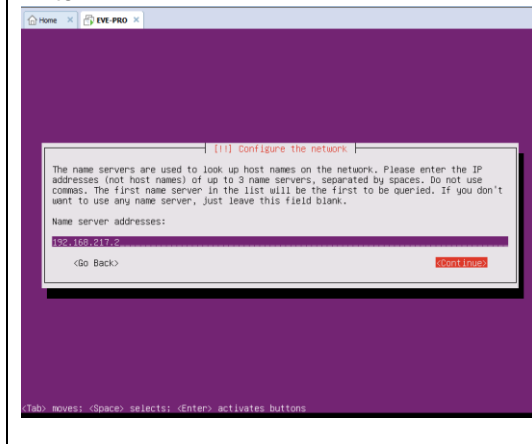 Home
EVE-PRO
[!!] Configure the network
The name servers are used to look up host names on the network. Please enter the IP
addresses (not host names) of up to 3 name servers, separated by spaces. Do not use
commas. The first name server in the list will be the first to be queried. If you don't
want to use any name server, just leave this field blank.
Name server addresses:
192.168.217.2
<Go Back> <Continue>
<Tab> moves; <Space> selects; <Enter> activates buttons